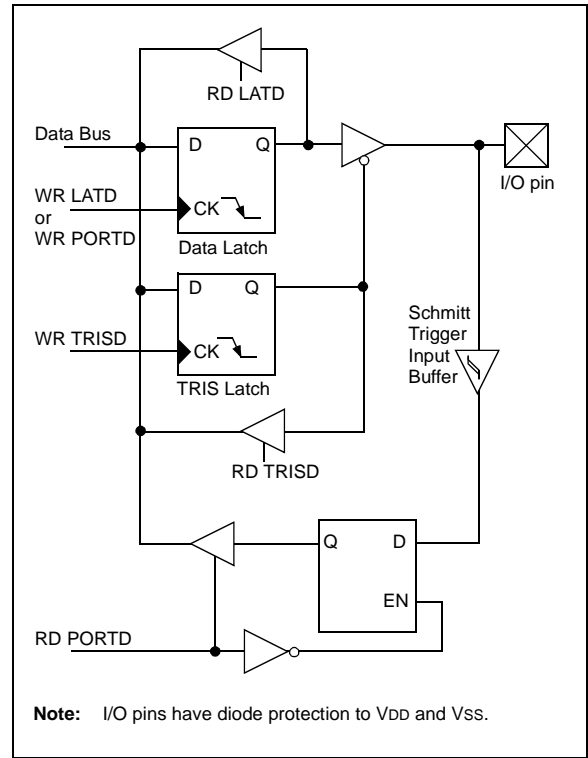 RD LATD
Data Bus
D Q
I/O pin
WR LATD
or
WR PORTD
CK
Data Latch
D Q
WR TRISD
CK
TRIS Latch
Schmitt
Trigger
Input
Buffer
RD TRISD
Q D
EN
RD PORTD
Note: I/O pins have diode protection to VDD and VSS.